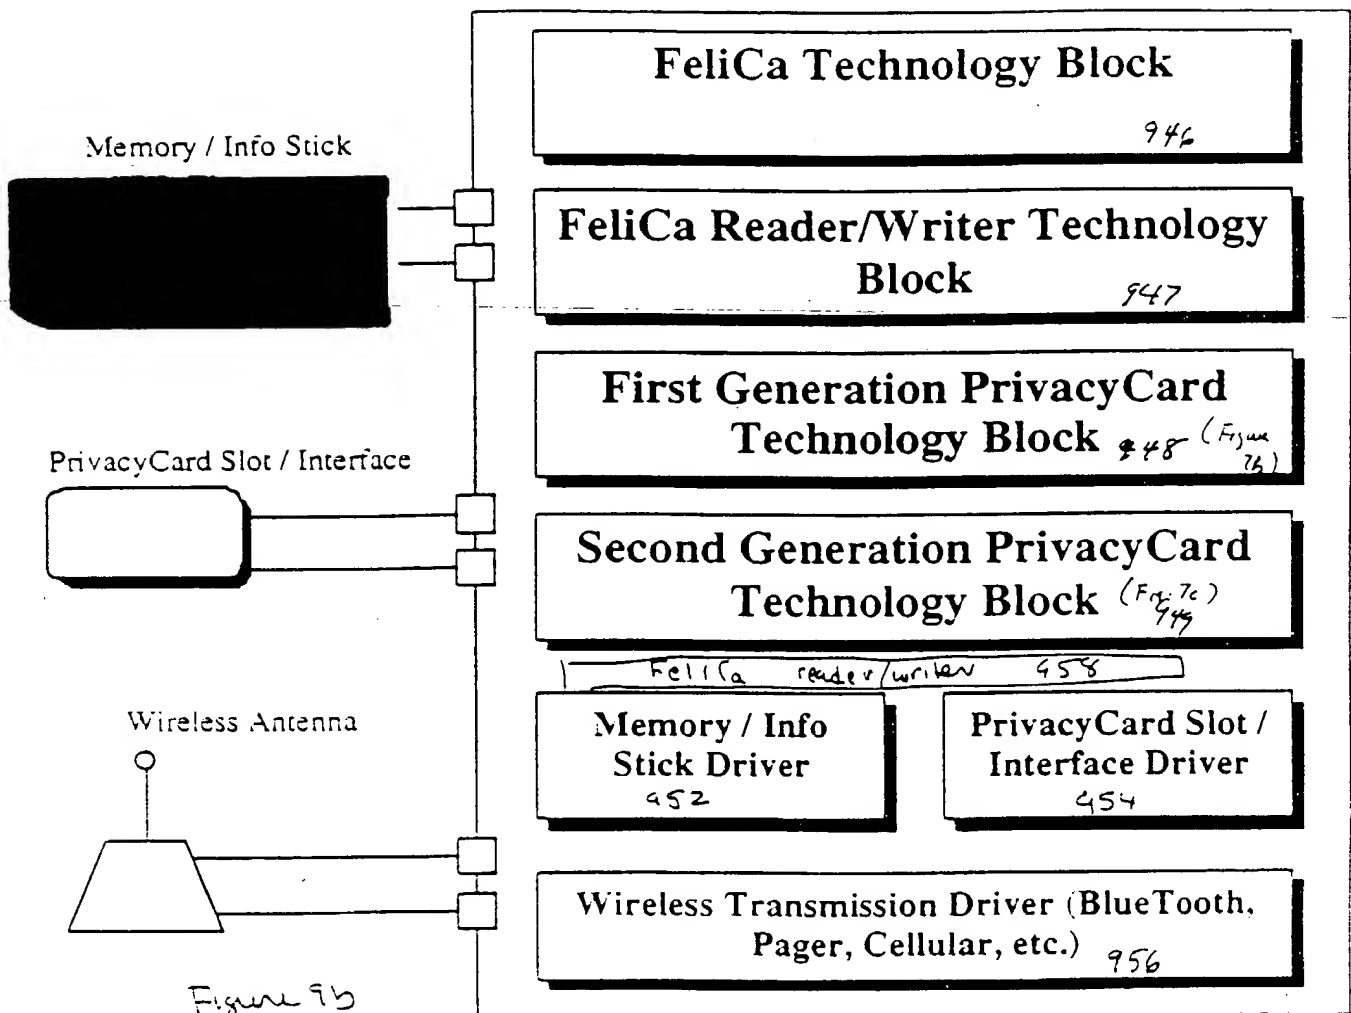 FeliCa Technology Block
946
Memory / Info Stick
FeliCa Reader/Writer Technology
Block 947
First Generation PrivacyCard
Technology Block 948 (Figure
7b)
PrivacyCard Slot / Interface
Second Generation PrivacyCard
Technology Block (Fig. 7c)
949
FeliCa reader/writer 958
Wireless Antenna
Memory / Info
Stick Driver
952
PrivacyCard Slot /
Interface Driver
954
Wireless Transmission Driver (BlueTooth,
Pager, Cellular, etc.) 956
Figure 9b